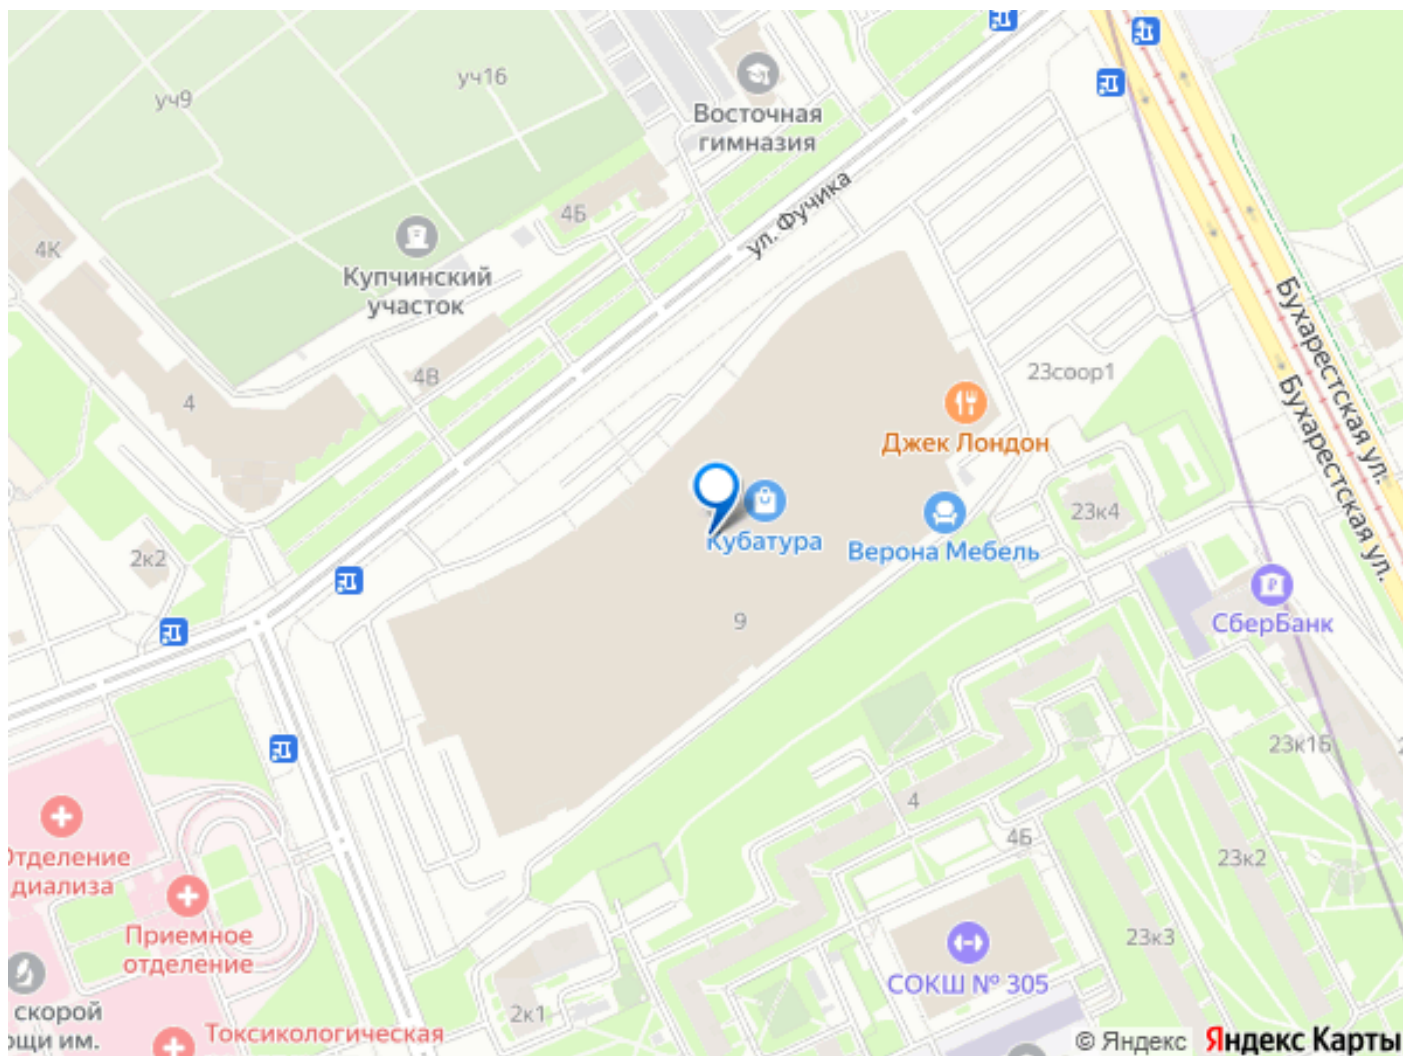 уч9
уч16
Восточная
гимназия
4Б
4К
ул. Фучика
Купчинский
участок
Бухарестская ул.
Бухарестская ул.
23соор1
4В
4
Джек Лондон
23к4
Кубатура
Верона Мебель
2к2
СберБанк
9
23к1Б
4
4Б
23к2
Отделение
диализа
Приемное
отделение
23к3
СОКШ № 305
скорой
2к1
Токсикологическая
им.
© Яндекс Яндекс Карты